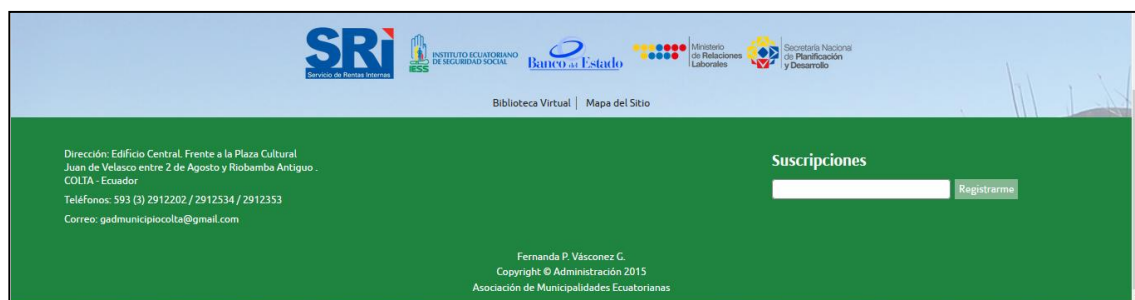 SRi
Servicio de Rentas Internas
IESS
INSTITUTO ECUATORIANO
DE SEGURIDAD SOCIAL
Banco del Estado
Ministerio
de Relaciones
Laborales
Secretaría Nacional
de Planificación
y Desarrollo
Biblioteca Virtual | Mapa del Sitio
Dirección: Edificio Central. Frente a la Plaza Cultural
Juan de Velasco entre 2 de Agosto y Riobamba Antiguo .
COLTA - Ecuador
Teléfonos: 593 (3) 2912202 / 2912534 / 2912353
Correo: gadmunicipiocolta@gmail.com
Suscripciones
Registrarme
Fernanda P. Vásconez G.
Copyright © Administración 2015
Asociación de Municipalidades Ecuatorianas